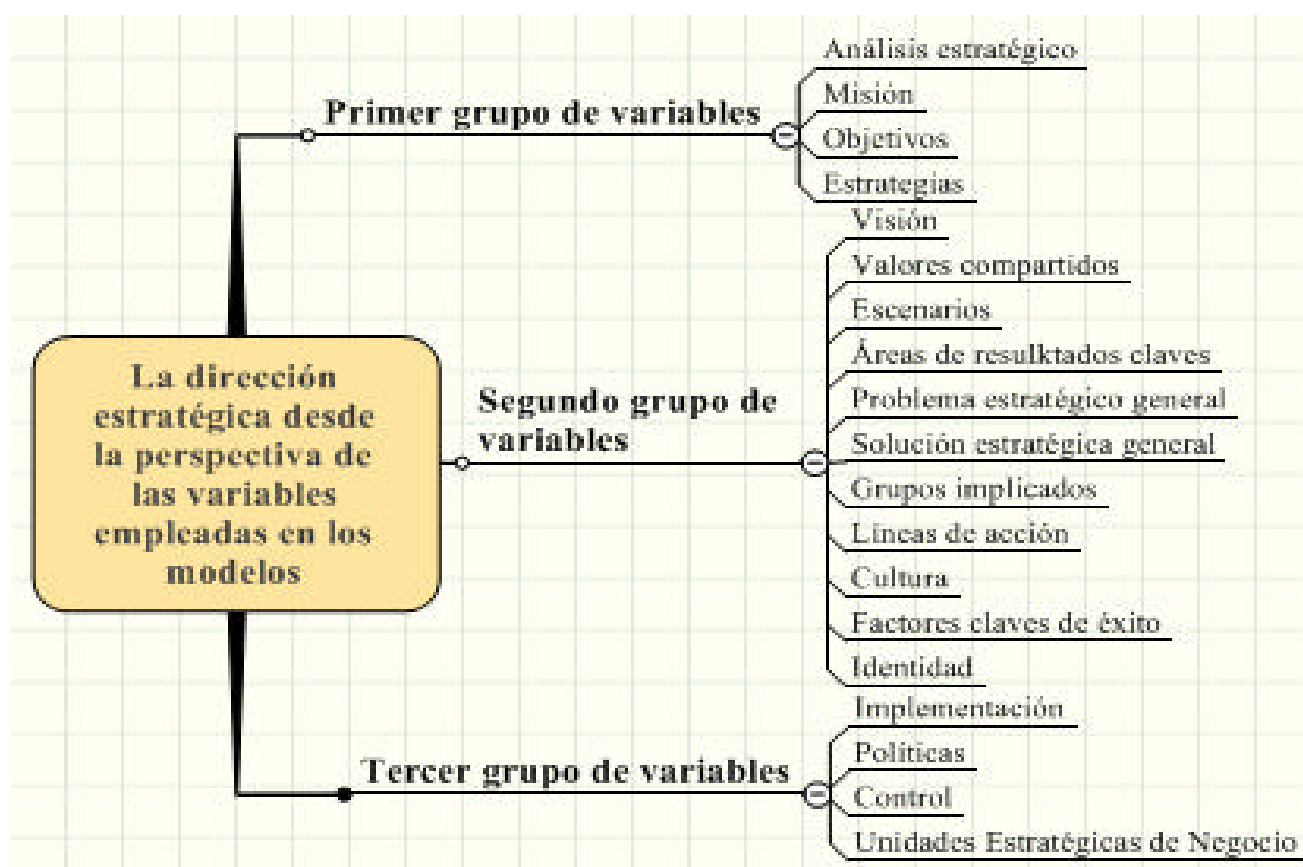 La dirección
estratégica desde
la perspectiva de
las variables
empleadas en los
modelos
Primer grupo de variables
Análisis estratégico
Misión
Objetivos
Estrategias
Segundo grupo de
variables
Visión
Valores compartidos
Escenarios
Áreas de resulktados claves
Problema estratégico general
Solución estratégica general
Grupos implicados
Líneas de acción
Cultura
Factores claves de éxito
Identidad
Tercer grupo de variables
Implementación
Políticas
Control
Unidades Estratégicas de Negocio